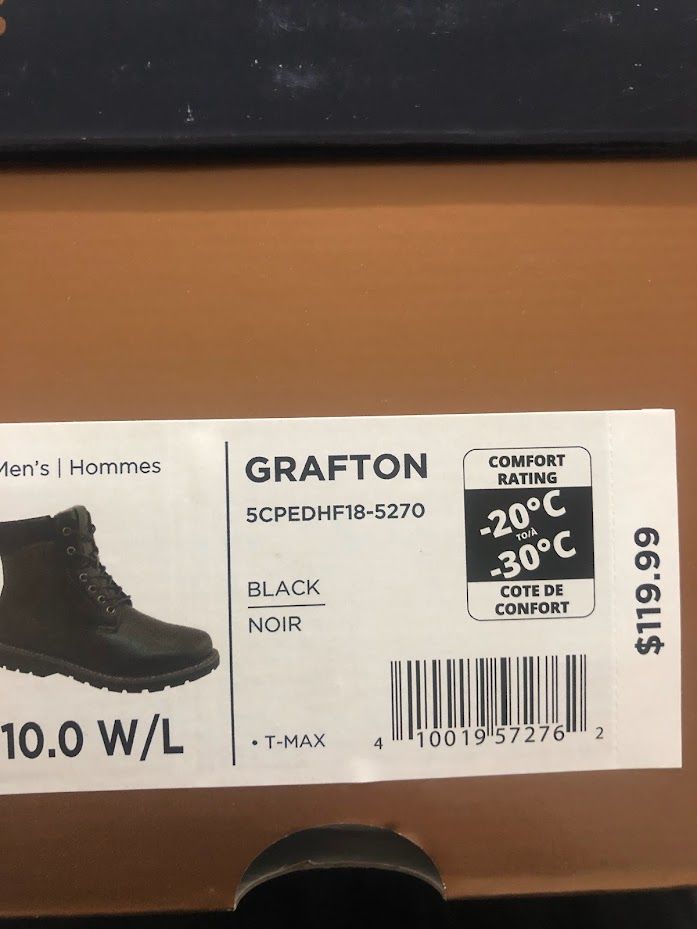 Men's | Hommes
10.0 W/L
GRAFTON
5CPEDHF18-5270
BLACK
NOIR
• T-MAX
COMFORT
RATING
-20°C
TO/À
-30°C
COTE DE
CONFORT
4 10019 57276 2
$119.99